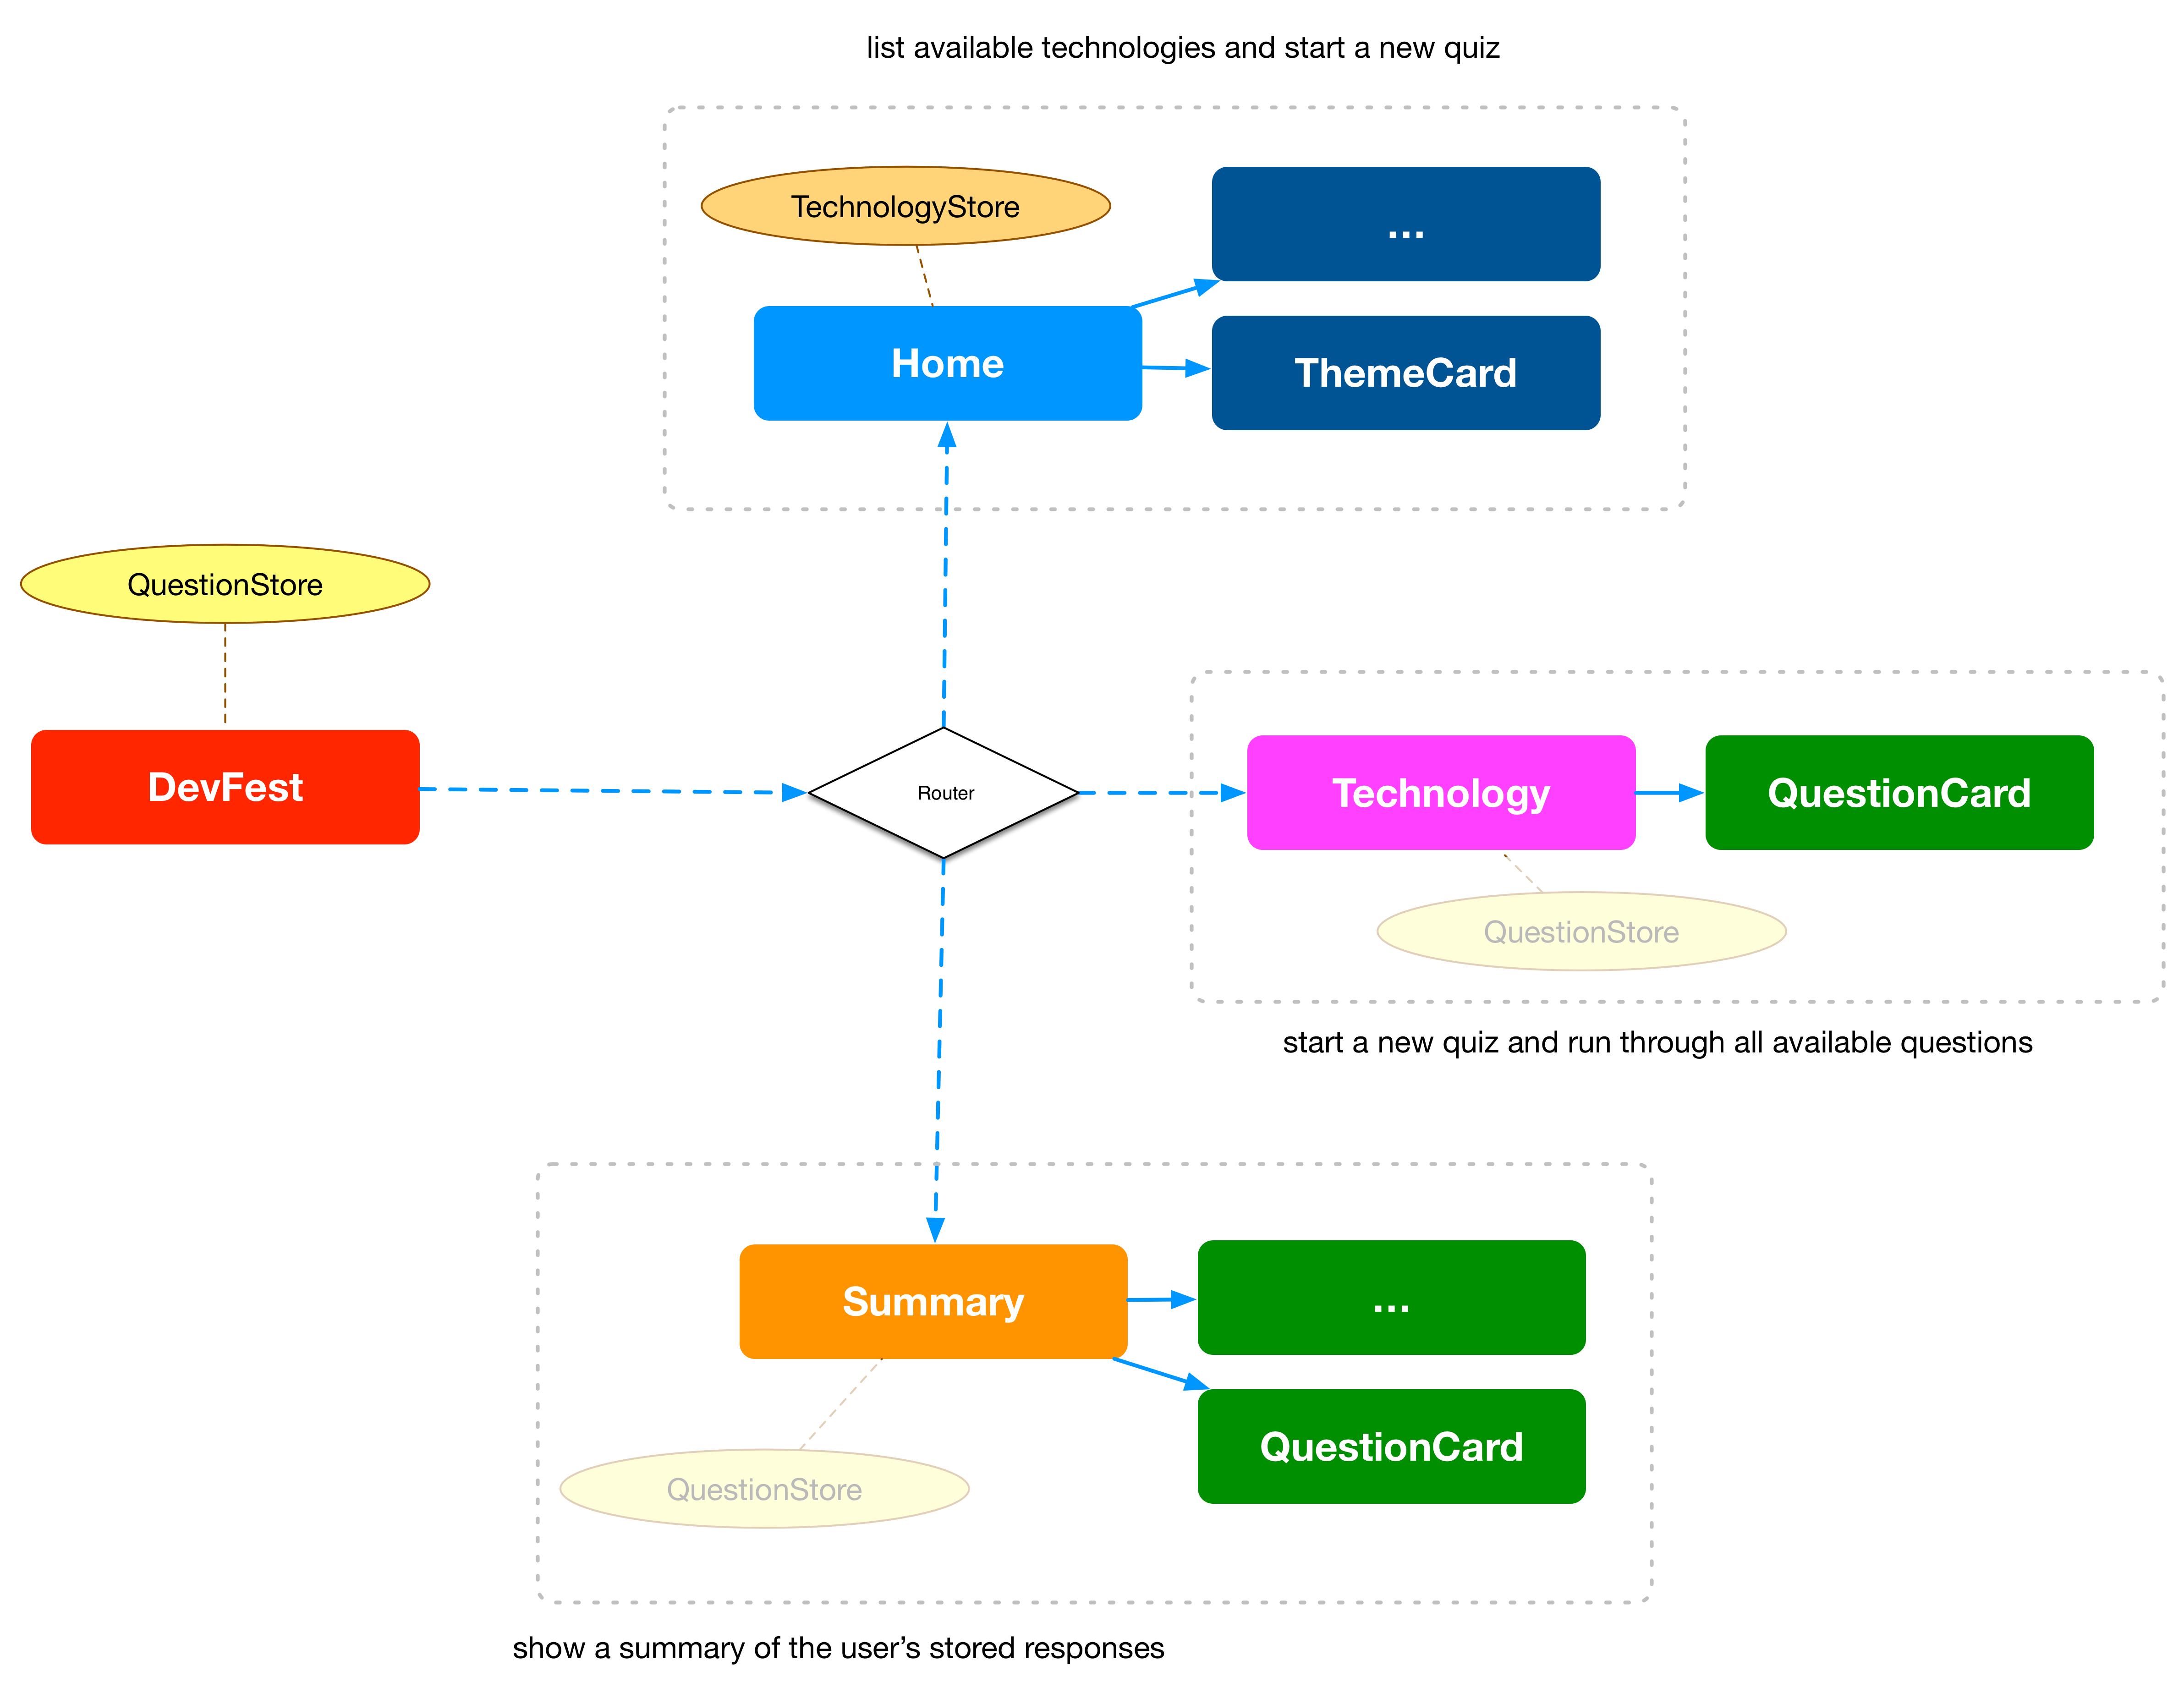 list available technologies and start a new quiz
TechnologyStore
...
Home
ThemeCard
QuestionStore
DevFest
Router
Technology
QuestionCard
QuestionStore
start a new quiz and run through all available questions
Summary
...
QuestionCard
QuestionStore
show a summary of the user’s stored responses